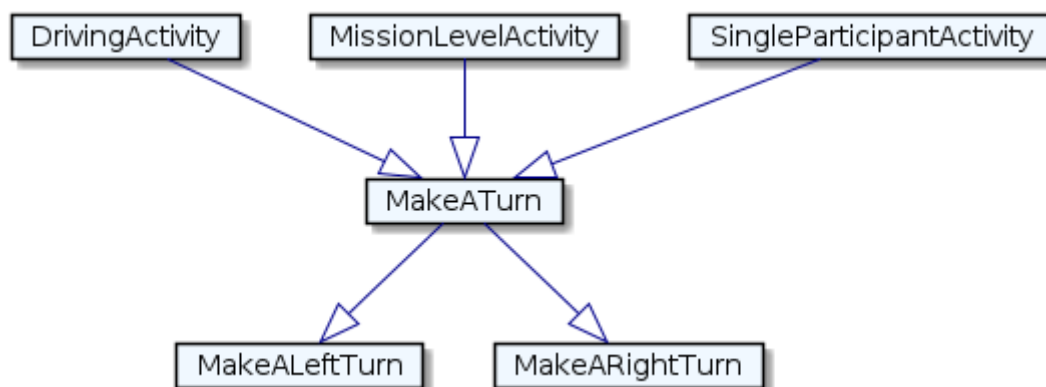 DrivingActivity
MissionLevelActivity
SingleParticipantActivity
MakeATurn
MakeALeftTurn
MakeARightTurn